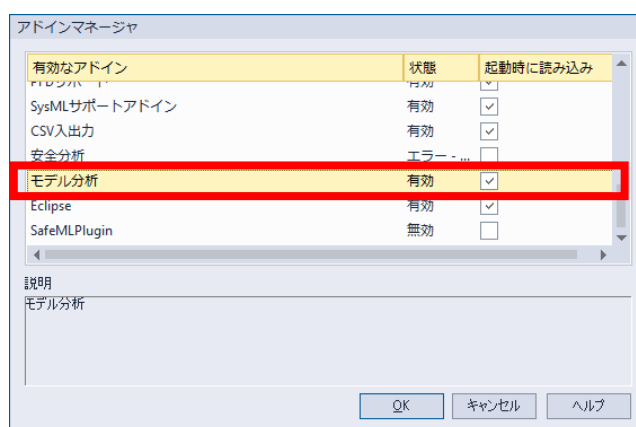 アドインマネージャ
有効なアドイン 状態 起動時に読み込み
SysMLサポートアドイン 有効
CSV入出力 有効
安全分析 エラー - ...
モデル分析 有効
Eclipse 有効
SafeMLPlugin 無効
説明
モデル分析
OK キャンセル ヘルプ